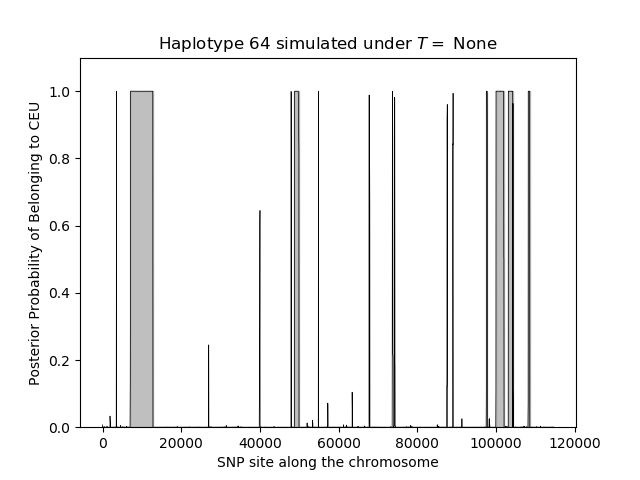 Haplotype 64 simulated under T = None
Posterior Probability of Belonging to CEU
1.0
0.8
0.6
0.4
0.2
0.0
0 20000 40000 60000 80000 100000 120000
SNP site along the chromosome